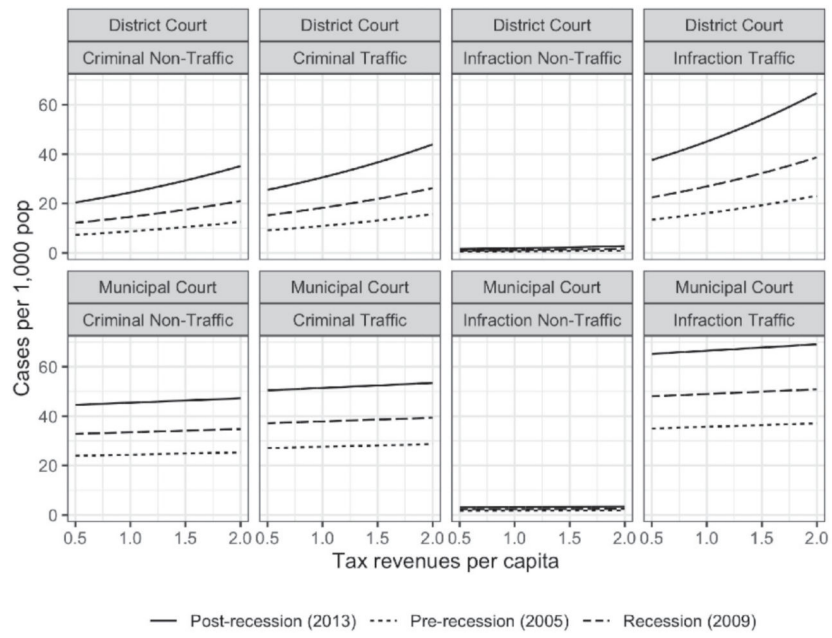 District Court District Court District Court District Court
Criminal Non-Traffic Criminal Traffic Infraction Non-Traffic Infraction Traffic
60
40
20
0
Municipal Court Municipal Court Municipal Court Municipal Court
Criminal Non-Traffic Criminal Traffic Infraction Non-Traffic Infraction Traffic
60
40
20
0
Cases per 1,000 pop
0.5 1.0 1.5 2.0 0.5 1.0 1.5 2.0 0.5 1.0 1.5 2.0 0.5 1.0 1.5 2.0
Tax revenues per capita
Post-recession (2013) Pre-recession (2005) Recession (2009)